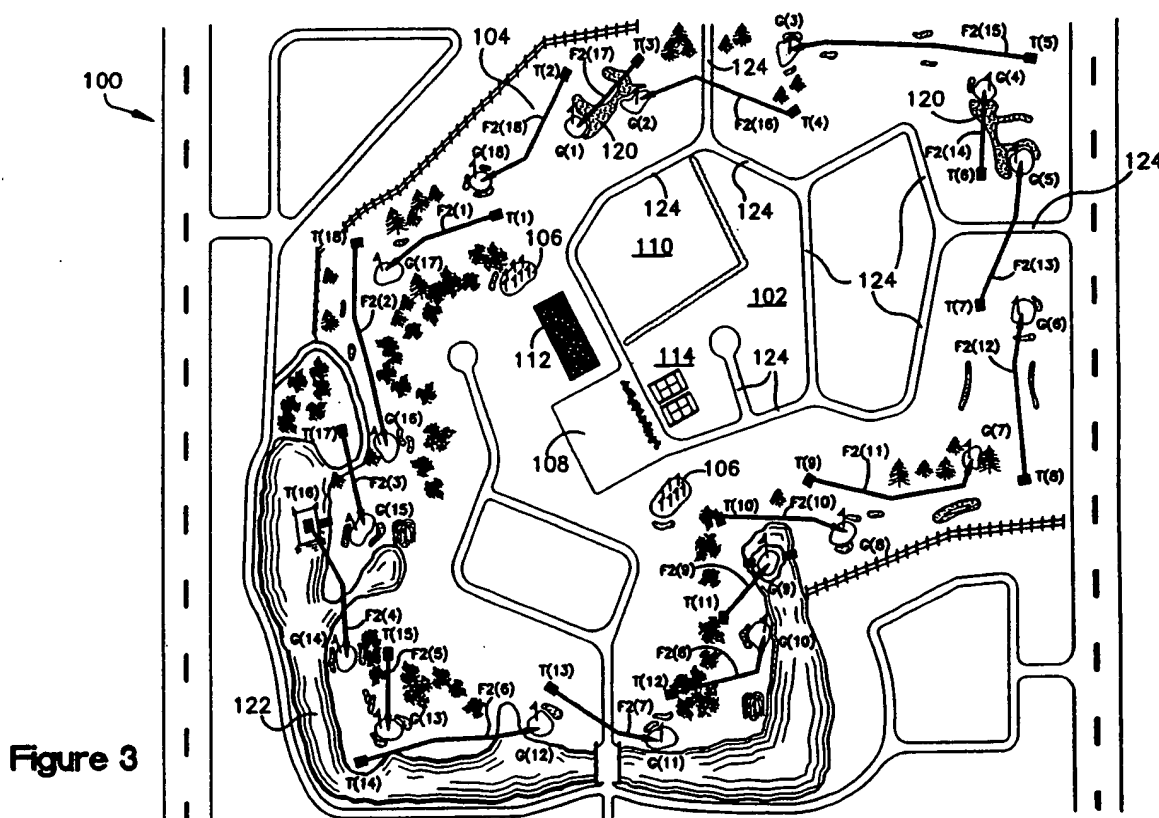 G(3)
F2(15)
T(5)
104
F2(17)
T(3)
124
100
T(2)
G(4)
120
F2(18)
G(2)
T(4)
F2(16)
G(1)
120
F2(14)
G(18)
T(6)
G(5)
124
124
124
F2(1)
T(1)
110
106
T(18)
G(17)
F2(13)
124
102
F2(2)
T(7)
G(6)
112
114
F2(12)
124
G(16)
T(17)
G(7)
108
F2(11)
106
T(9)
T(8)
F2(3)
T(16)
T(10)
F2(10)
G(15)
G(8)
F2(9)
G(9)
T(11)
F2(4)
G(14)
T(15)
G(10)
F2(5)
F2(8)
T(13)
T(12)
F2(6)
122
G(13)
F2(7)
G(12)
G(11)
Figure 3
T(14)